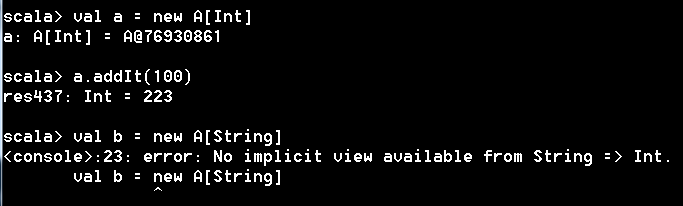 scala> val a = new A[Int]
a: A[Int] = A@76930861
scala> a.addIt(100)
res437: Int = 223
scala> val b = new A[String]
<console>:23: error: No implicit view available from String => Int.
val b = new A[String]
^